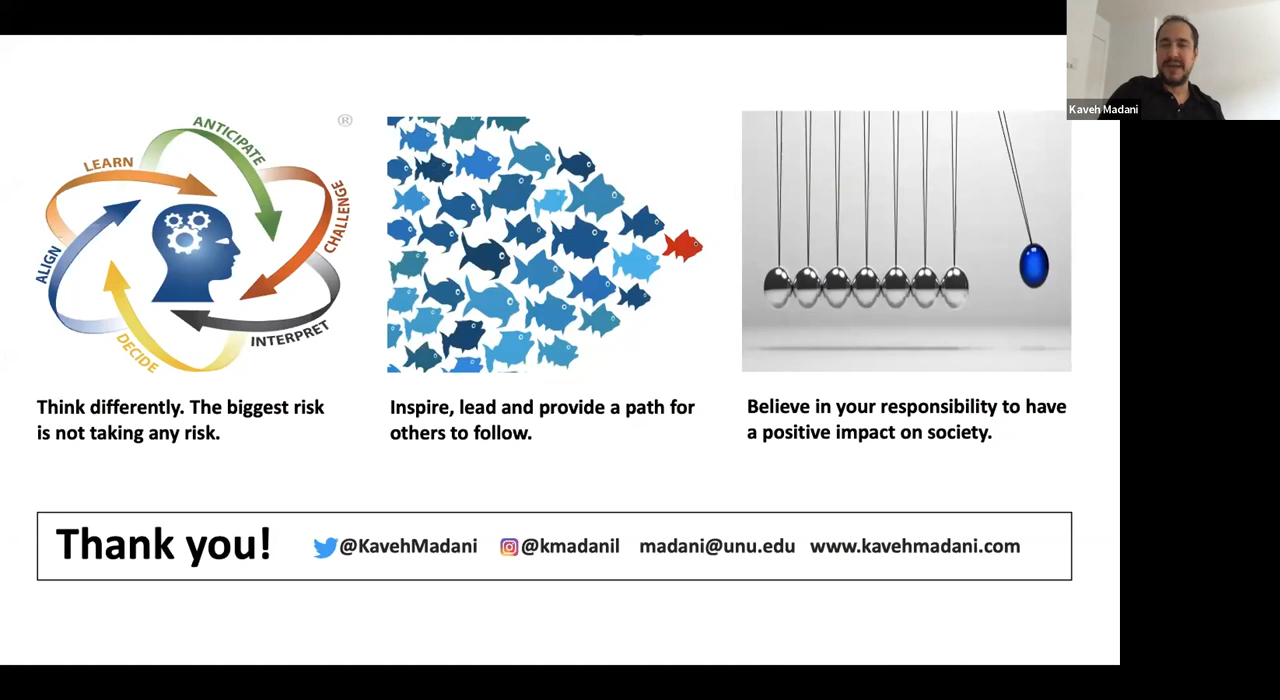 Kaveh Madani
®
ANTICIPATE
LEARN
CHALLENGE
ALIGN
INTERPRET
DECIDE
Think differently. The biggest risk
is not taking any risk.
Inspire, lead and provide a path for
others to follow.
Believe in your responsibility to have
a positive impact on society.
Thank you! @KavehMadani @kmadanil madani@unu.edu www.kavehmadani.com